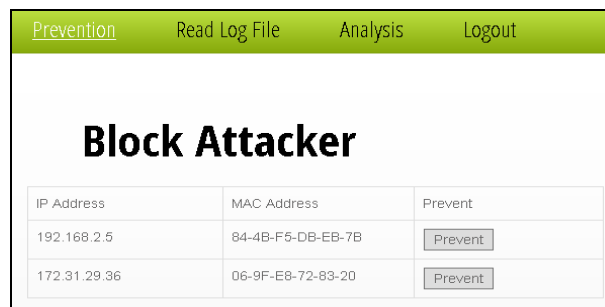 Prevention Read Log File Analysis Logout
Block Attacker
IP Address MAC Address Prevent
192.168.2.5 84-4B-F5-DB-EB-7B Prevent
172.31.29.36 06-9F-E8-72-83-20 Prevent